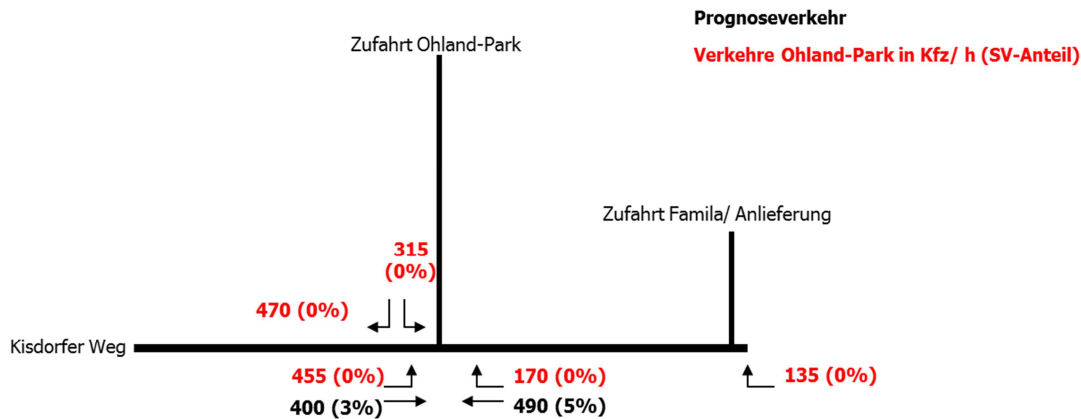 Prognoseverkehr
Zufahrt Ohland-Park
Verkehre Ohland-Park in Kfz/ h (SV-Anteil)
Zufahrt Famila/ Anlieferung
315
(0%)
470 (0%)
Kisdorfer Weg
455 (0%)
170 (0%)
135 (0%)
400 (3%)
490 (5%)